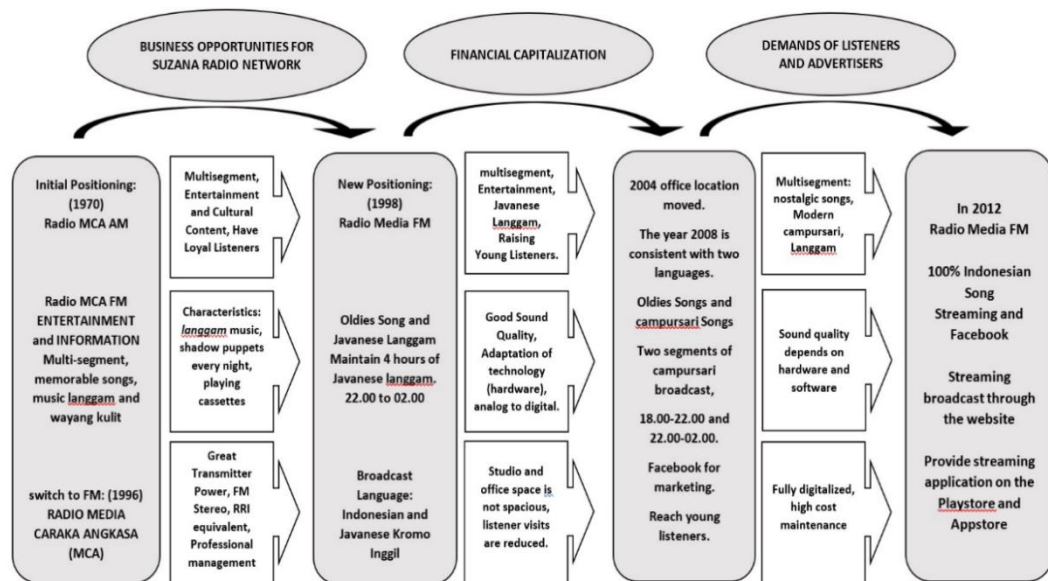 BUSINESS OPPORTUNITIES FOR
SUZANA RADIO NETWORK
FINANCIAL CAPITALIZATION
DEMANDS OF LISTENERS
AND ADVERTISERS
Initial Positioning:
(1970)
Radio MCA AM
Radio MCA FM
ENTERTAINMENT
and INFORMATION
Multi-segment,
memorable songs,
music langgam and
wayang kulit
switch to FM: (1996)
RADIO MEDIA
CARAKA ANGKASA
(MCA)
Multisegment,
Entertainment
and Cultural
Content, Have
Loyal Listeners
Characteristics:
langgam music,
shadow puppets
every night,
playing
cassettes
Great
Transmitter
Power, FM
Stereo, RRI
equivalent,
Professional
management
New Positioning:
(1998)
Radio Media FM
Oldies Song and
Javanese Langgam
Maintain 4 hours of
Javanese langgam.
22.00 to 02.00
Broadcast
Language:
Indonesian and
Javanese Kromo
Inggil
multisegment,
Entertainment,
Javanese
Langgam,
Raising
Young Listeners.
Good Sound
Quality,
Adaptation of
technology
(hardware),
analog to digital.
Studio and
office space is
not spacious,
listener visits
are reduced.
2004 office location
moved.
The year 2008 is
consistent with two
languages.
Oldies Songs and
campursari Songs
Two segments of
campursari
broadcast,
18.00-22.00 and
22.00-02.00.
Facebook for
marketing.
Reach young
listeners.
Multisegment:
nostalgic songs,
Modern
campursari,
Langgam
Sound quality
depends on
hardware and
software
Fully digitalized,
high cost
maintenance
In 2012
Radio Media FM
100% Indonesian
Song
Streaming and
Facebook
Streaming
broadcast through
the website
Provide streaming
application on the
Playstore and
Appstore